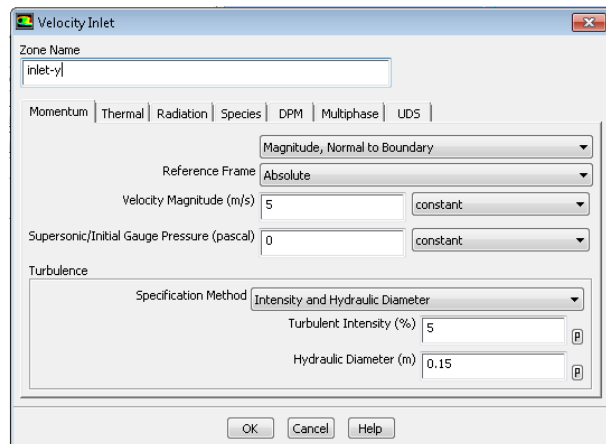 Velocity Inlet
Zone Name
inlet-y
Momentum Thermal Radiation Species DPM Multiphase UDS
Magnitude, Normal to Boundary
Reference Frame Absolute
Velocity Magnitude (m/s) 5 constant
Supersonic/Initial Gauge Pressure (pascal) 0 constant
Turbulence
Specification Method Intensity and Hydraulic Diameter
Turbulent Intensity (%) 5 P
Hydraulic Diameter (m) 0.15 P
OK Cancel Help